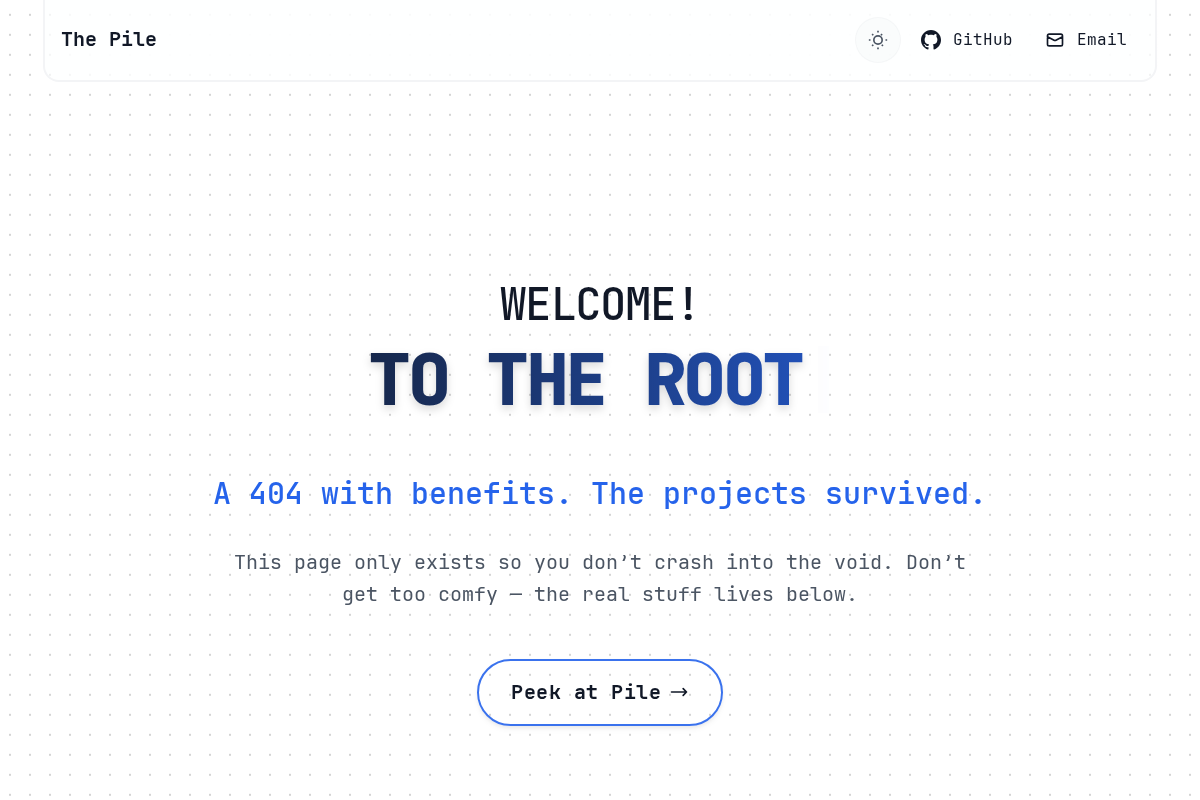 The Pile
GitHub
Email
WELCOME!
TO THE ROOT
A 404 with benefits. The projects survived.
This page only exists so you don’t crash into the void. Don’t
get too comfy — the real stuff lives below.
Peek at Pile →